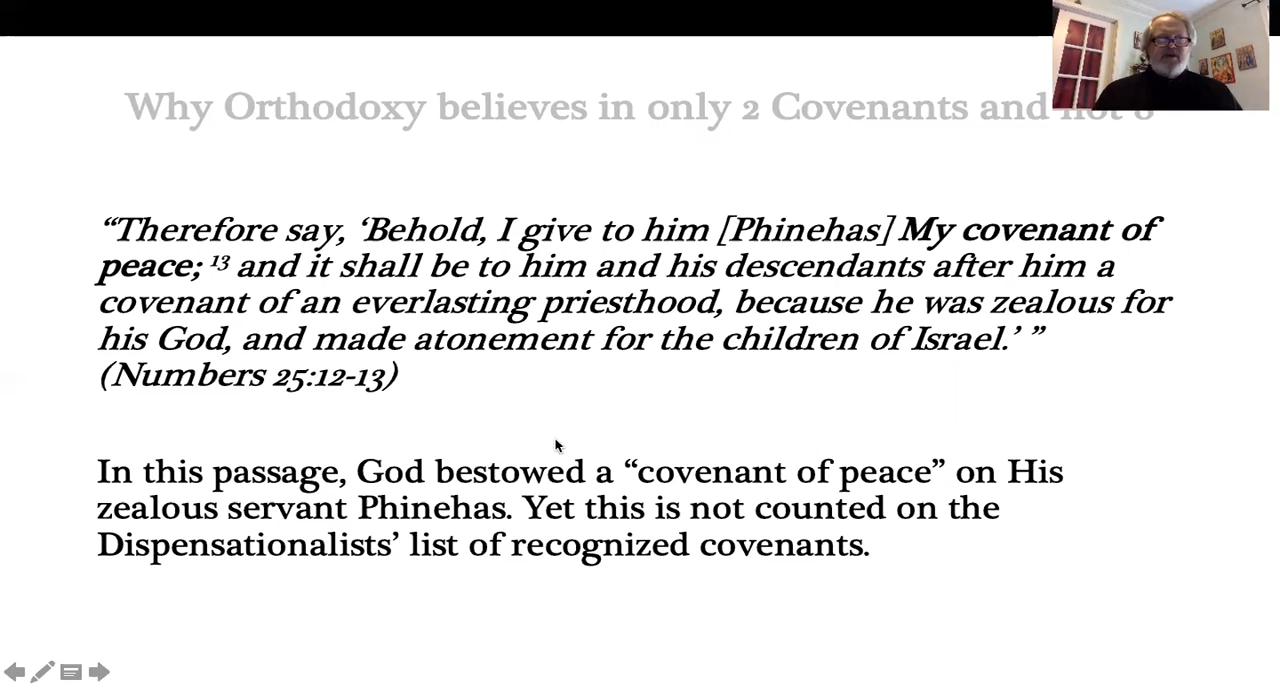 Why Orthodoxy believes in only 2 Covenants and not 8
“Therefore say, ‘Behold, I give to him [Phinehas] My covenant of
peace; 13 and it shall be to him and his descendants after him a
covenant of an everlasting priesthood, because he was zealous for
his God, and made atonement for the children of Israel.’ ”
(Numbers 25:12-13)
In this passage, God bestowed a “covenant of peace” on His
zealous servant Phinehas. Yet this is not counted on the
Dispensationalists’ list of recognized covenants.